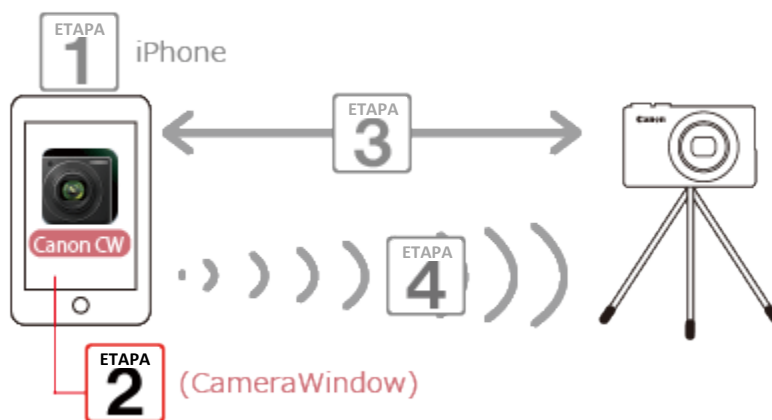 ETAPA
1
iPhone
ETAPA
3
Canon
Canon CW
ETAPA
4
ETAPA
2
(CameraWindow)